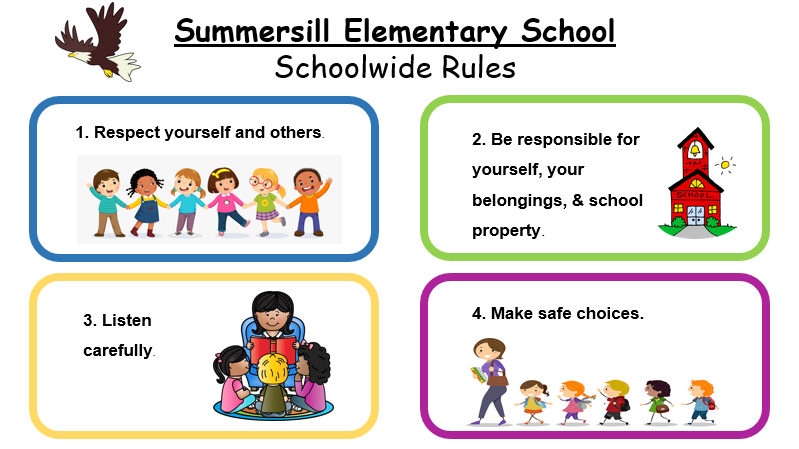 Summersill Elementary School
Schoolwide Rules
1. Respect yourself and others.
2. Be responsible for
yourself, your
belongings, & school
property.
SCHOOL
3. Listen
carefully.
4. Make safe choices.